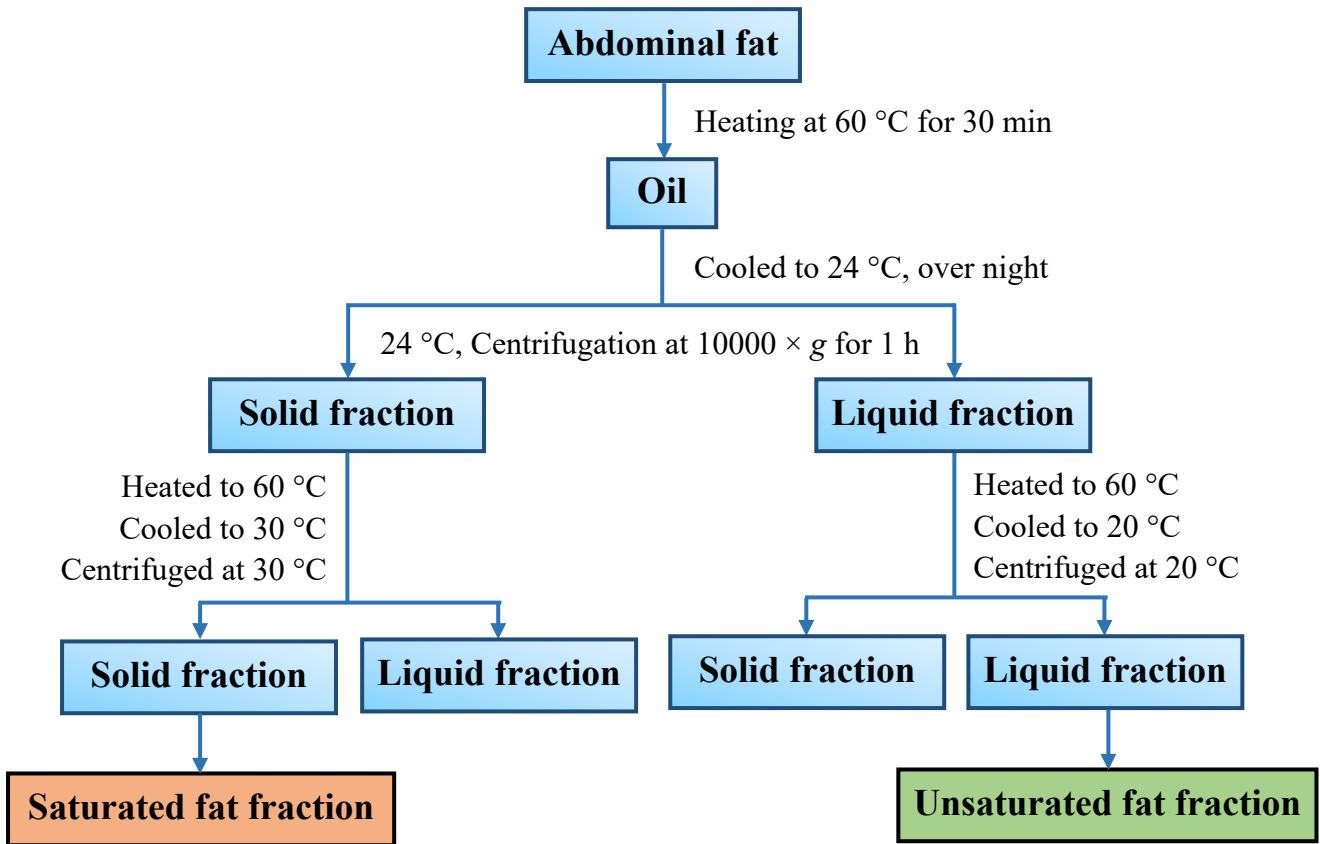 Abdominal fat
Heating at 60 °C for 30 min
Oil
Cooled to 24 °C, over night
24 °C, Centrifugation at 10000 × g for 1 h
Solid fraction
Liquid fraction
Heated to 60 °C
Cooled to 30 °C
Centrifuged at 30 °C
Heated to 60 °C
Cooled to 20 °C
Centrifuged at 20 °C
Solid fraction
Liquid fraction
Solid fraction
Liquid fraction
Saturated fat fraction
Unsaturated fat fraction